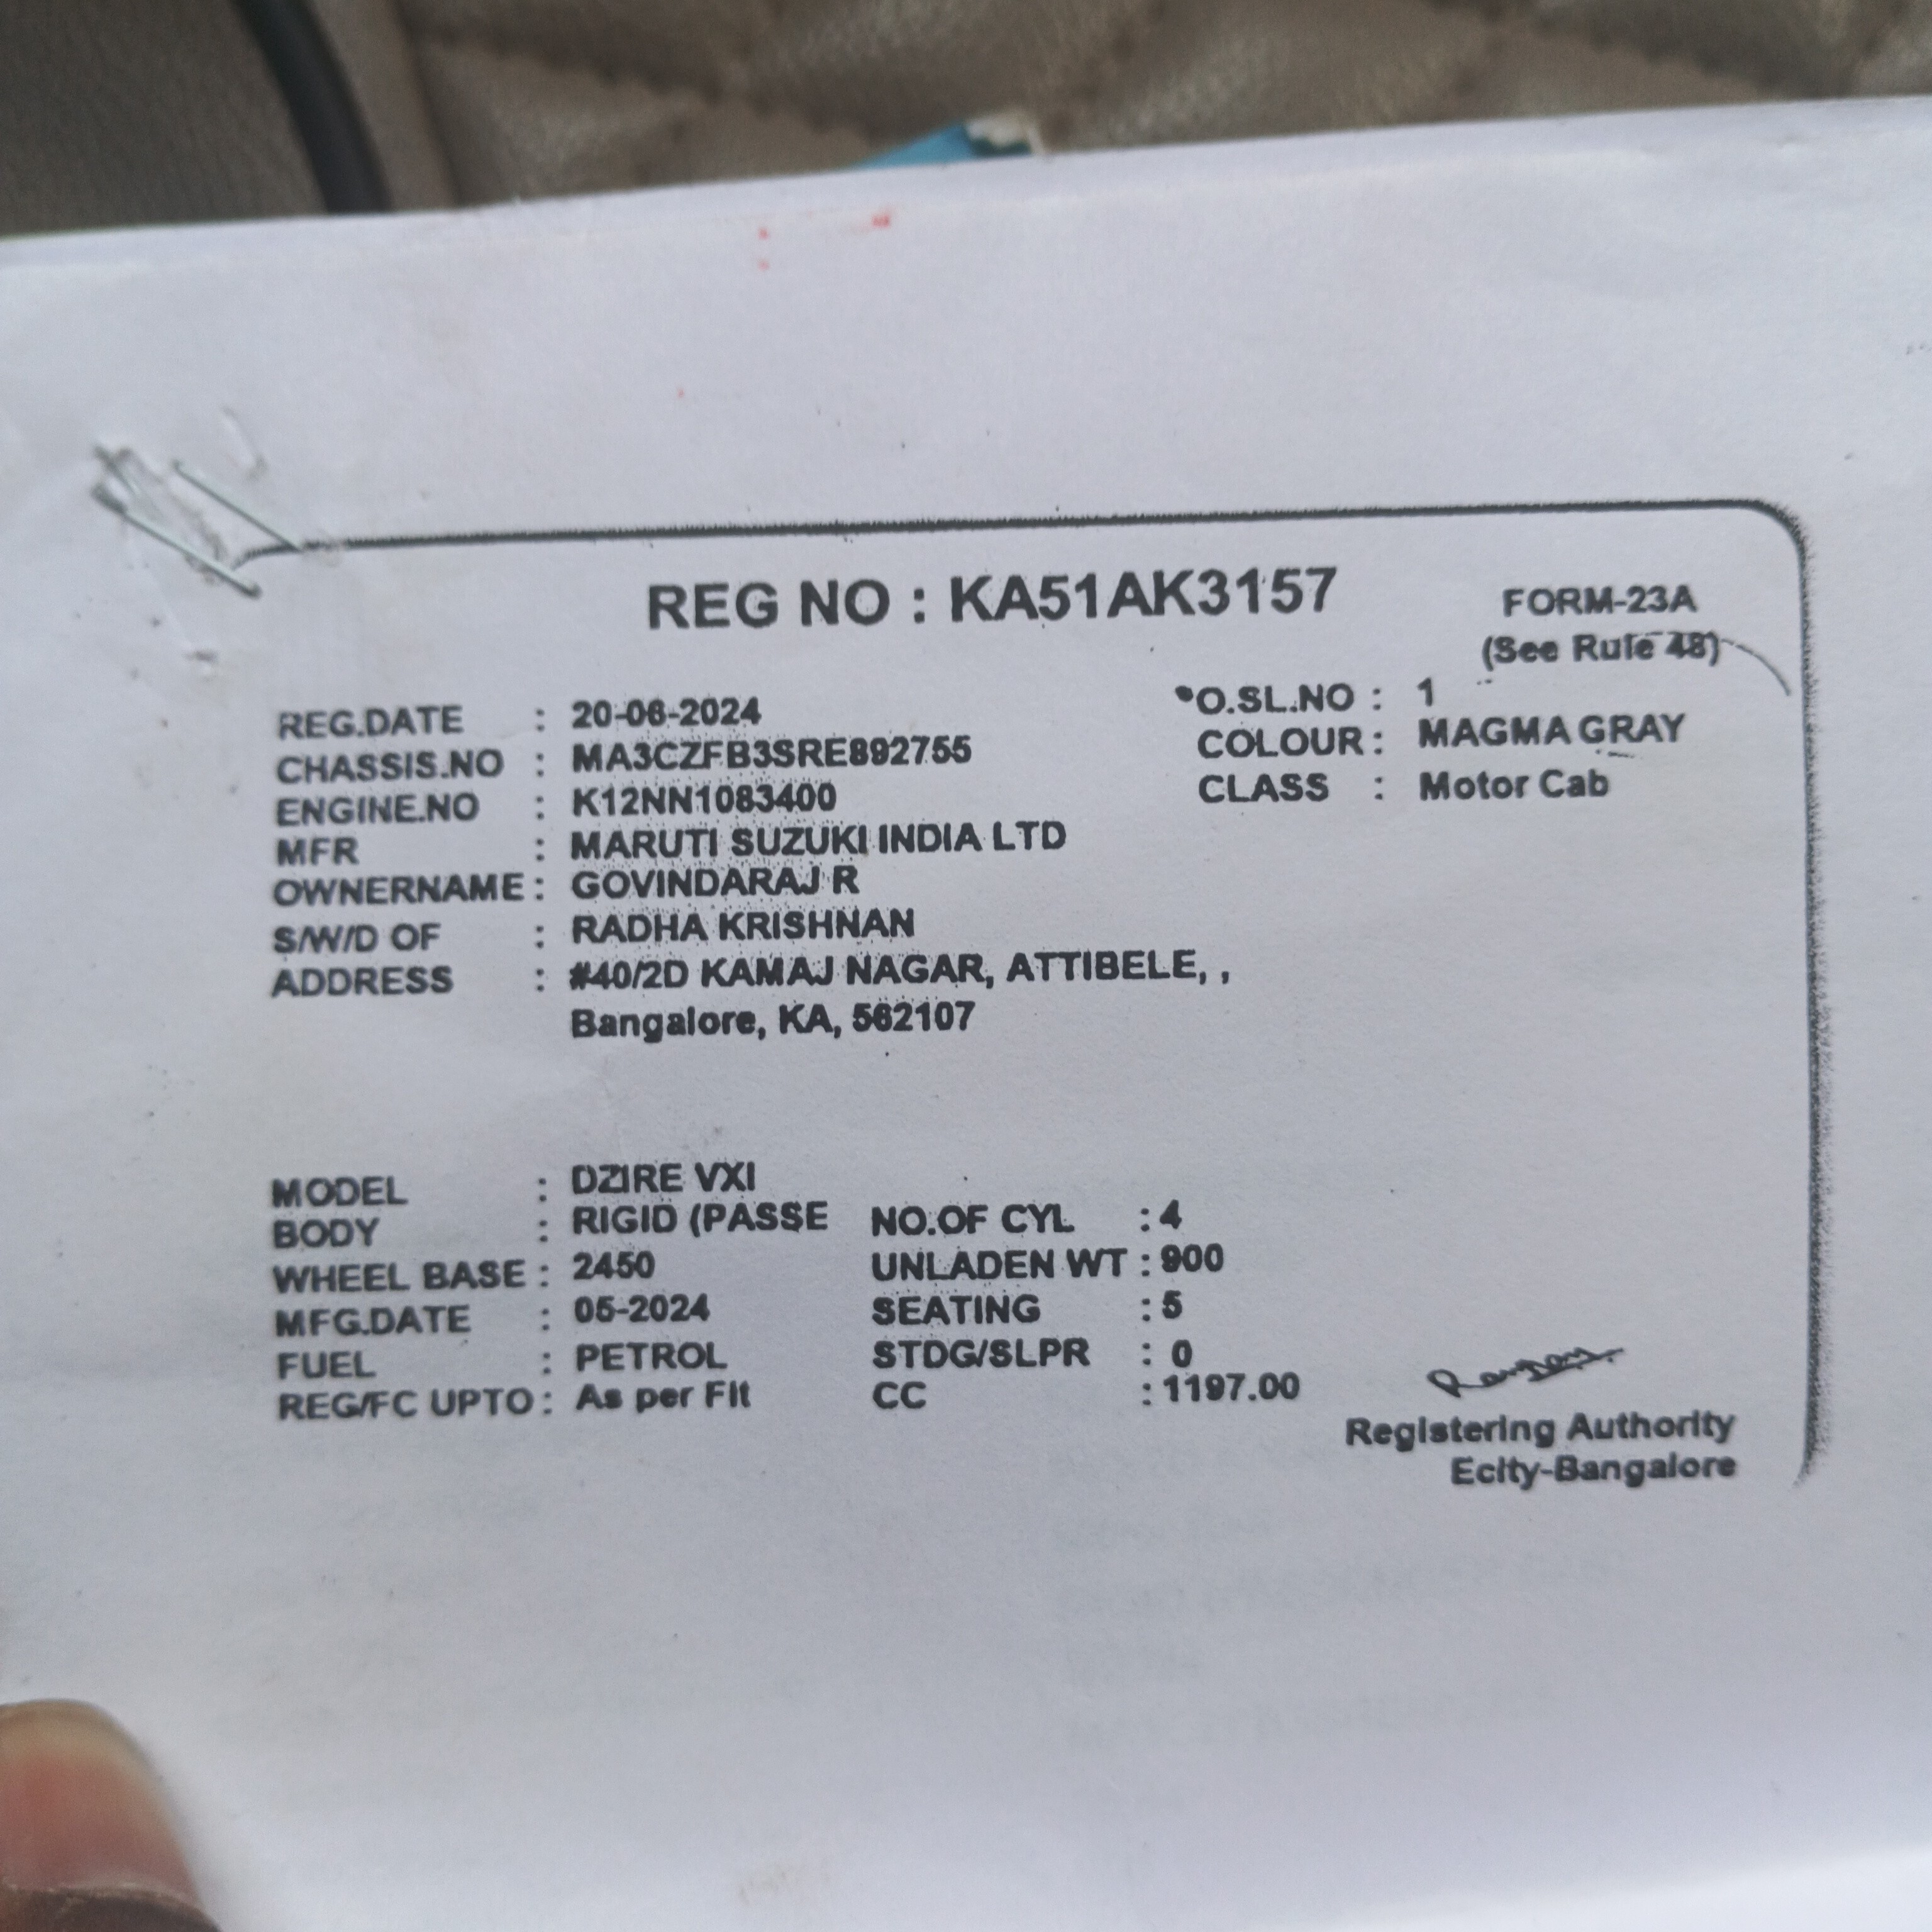 REG NO : KA51AK3157
FORM-23A
(See Rule 48)
REG.DATE : 20-06-2024
O.SL.NO : 1
CHASSIS.NO : MA3CZFB3SRE892755
COLOUR : MAGMA GRAY
ENGINE.NO : K12NN1083400
CLASS : Motor Cab
MFR : MARUTI SUZUKI INDIA LTD
OWNERNAME : GOVINDARAJ R
S/W/D OF : RADHA KRISHNAN
ADDRESS : #40/2D KAMAJ NAGAR, ATTIBELE, ,
Bangalore, KA, 562107
MODEL : DZIRE VXI
BODY : RIGID (PASSE NO.OF CYL : 4
WHEEL BASE : 2450 UNLADEN WT : 900
MFG.DATE : 05-2024 SEATING : 5
FUEL : PETROL STDG/SLPR : 0
REG/FC UPTO : As per Fit CC : 1197.00
Registering Authority
Ecity-Bangalore